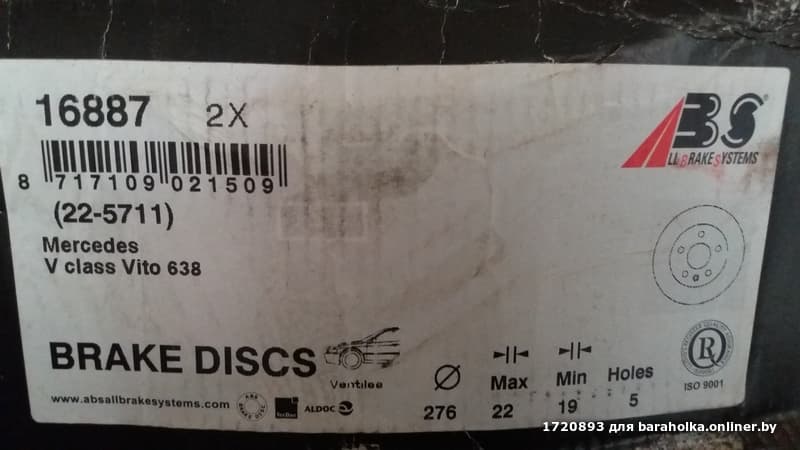 16887 2X
8 717109 021509
(22-5711)
Mercedes
V class Vito 638
ABS®
ALL BRAKE SYSTEMS
BRAKE DISCS
Ventilee
Ø Max Min Holes
276 22 19 5
R
ISO 9001
www.absallbrakesystems.com
TecDoc ALDOC
1720893 для baraholka.onliner.by